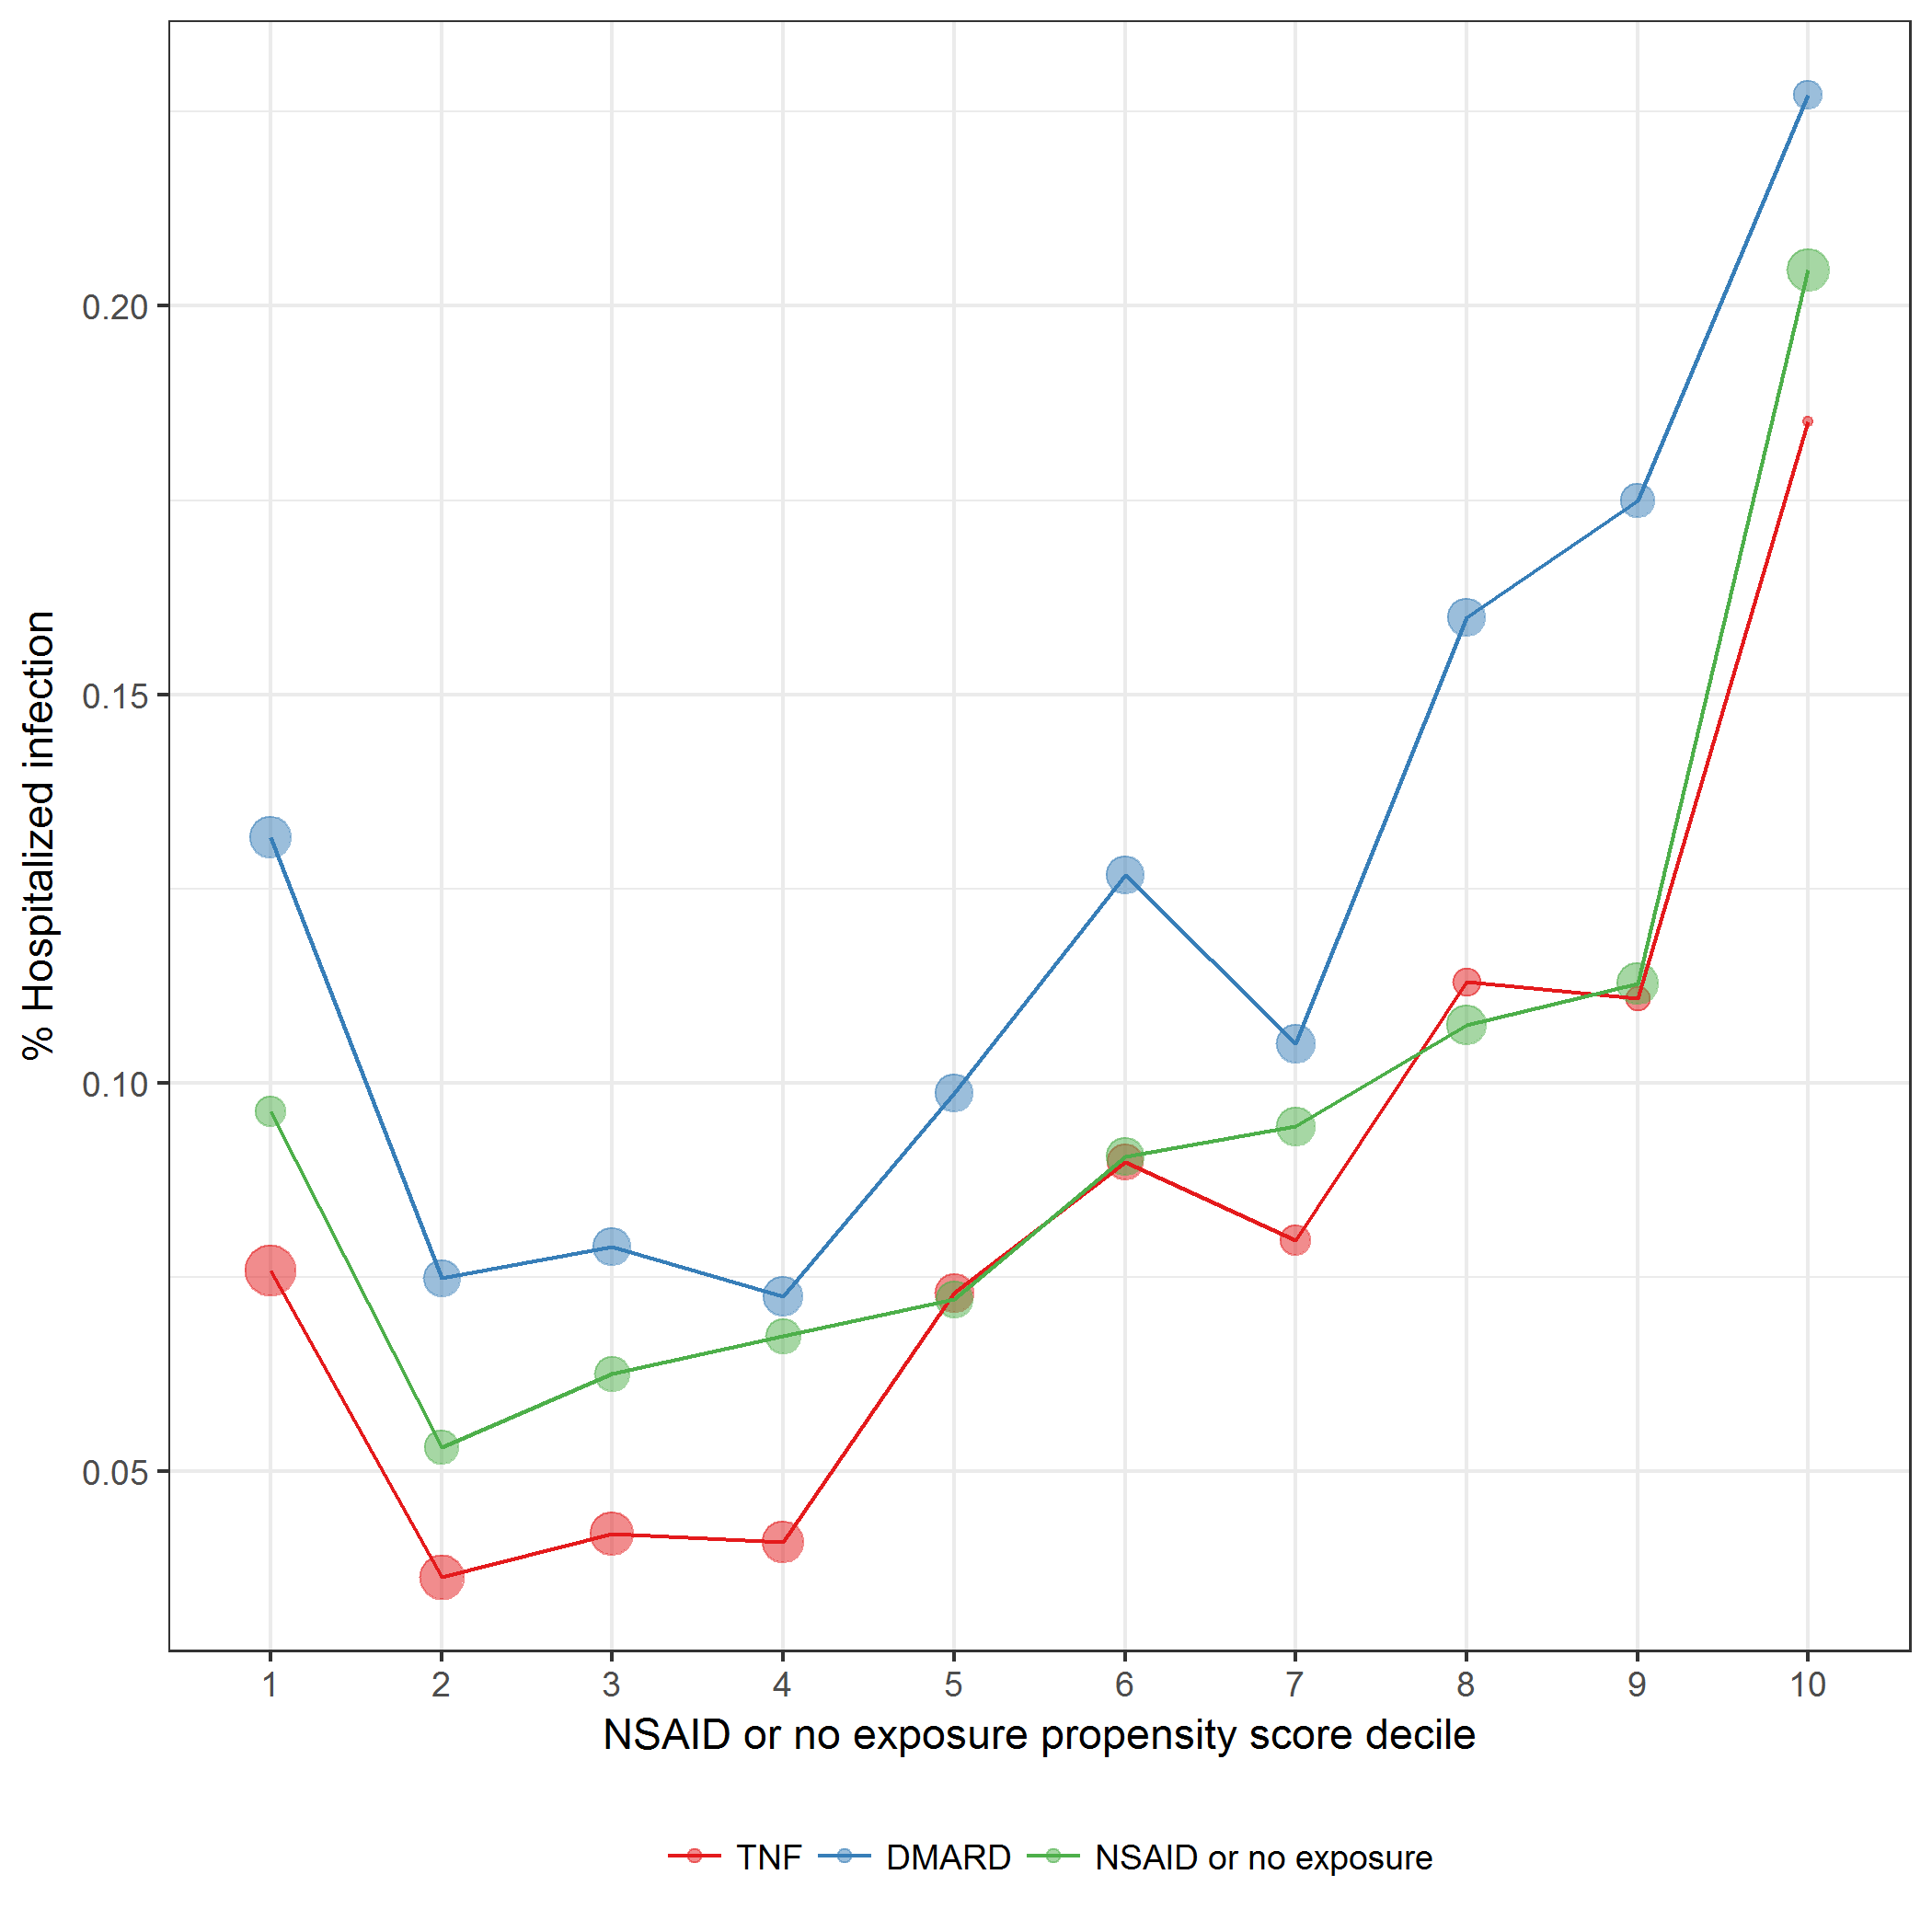 % Hospitalized infection
0.20
0.15
0.10
0.05
1 2 3 4 5 6 7 8 9 10
NSAID or no exposure propensity score decile
TNF DMARD NSAID or no exposure